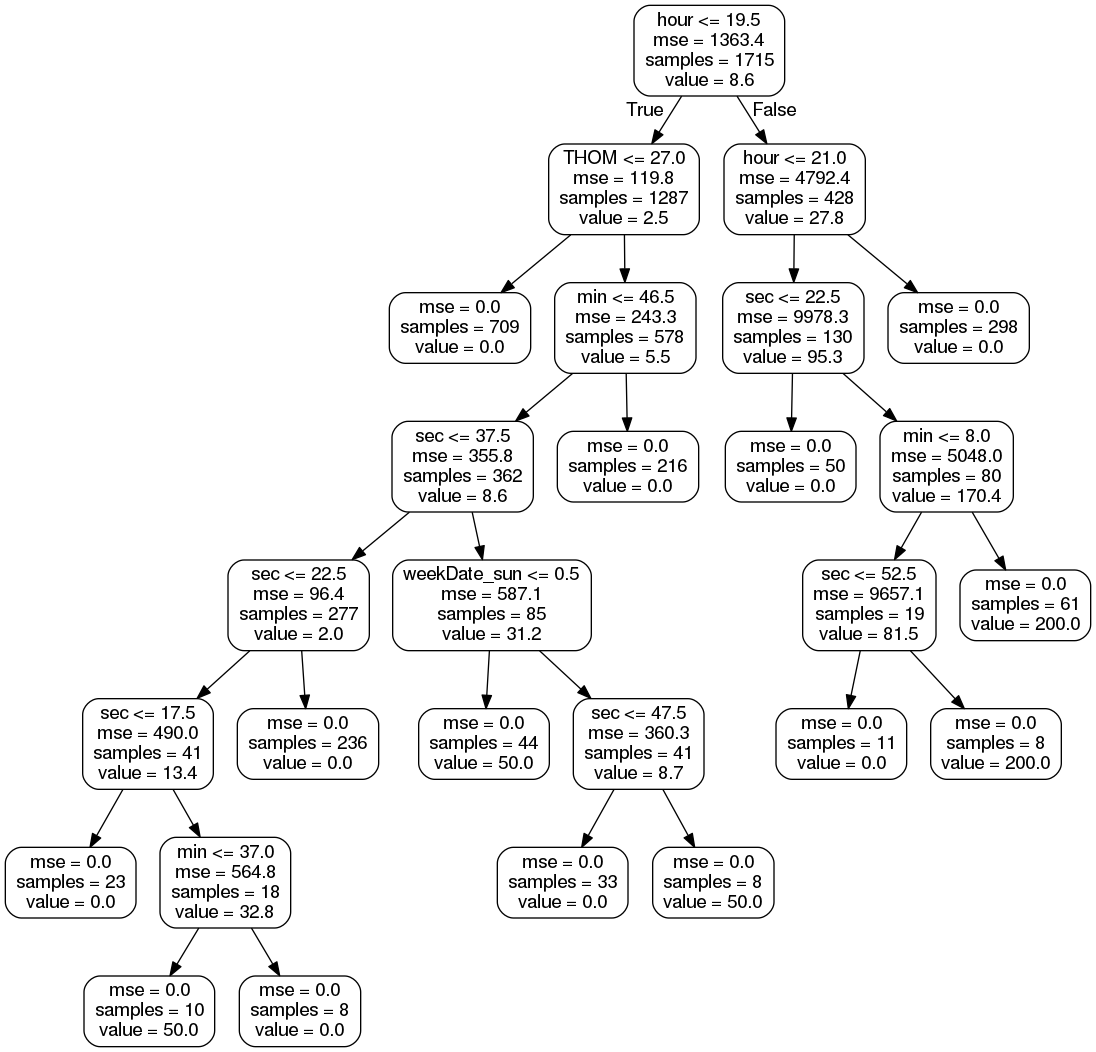 hour <= 19.5
mse = 1363.4
samples = 1715
value = 8.6
True
False
THOM <= 27.0
mse = 119.8
samples = 1287
value = 2.5
hour <= 21.0
mse = 4792.4
samples = 428
value = 27.8
mse = 0.0
samples = 709
value = 0.0
min <= 46.5
mse = 243.3
samples = 578
value = 5.5
sec <= 22.5
mse = 9978.3
samples = 130
value = 95.3
mse = 0.0
samples = 298
value = 0.0
sec <= 37.5
mse = 355.8
samples = 362
value = 8.6
mse = 0.0
samples = 216
value = 0.0
mse = 0.0
samples = 50
value = 0.0
min <= 8.0
mse = 5048.0
samples = 80
value = 170.4
sec <= 22.5
mse = 96.4
samples = 277
value = 2.0
weekDate_sun <= 0.5
mse = 587.1
samples = 85
value = 31.2
sec <= 52.5
mse = 9657.1
samples = 19
value = 81.5
mse = 0.0
samples = 61
value = 200.0
sec <= 17.5
mse = 490.0
samples = 41
value = 13.4
mse = 0.0
samples = 236
value = 0.0
mse = 0.0
samples = 44
value = 50.0
sec <= 47.5
mse = 360.3
samples = 41
value = 8.7
mse = 0.0
samples = 11
value = 0.0
mse = 0.0
samples = 8
value = 200.0
mse = 0.0
samples = 23
value = 0.0
min <= 37.0
mse = 564.8
samples = 18
value = 32.8
mse = 0.0
samples = 33
value = 0.0
mse = 0.0
samples = 8
value = 50.0
mse = 0.0
samples = 10
value = 50.0
mse = 0.0
samples = 8
value = 0.0